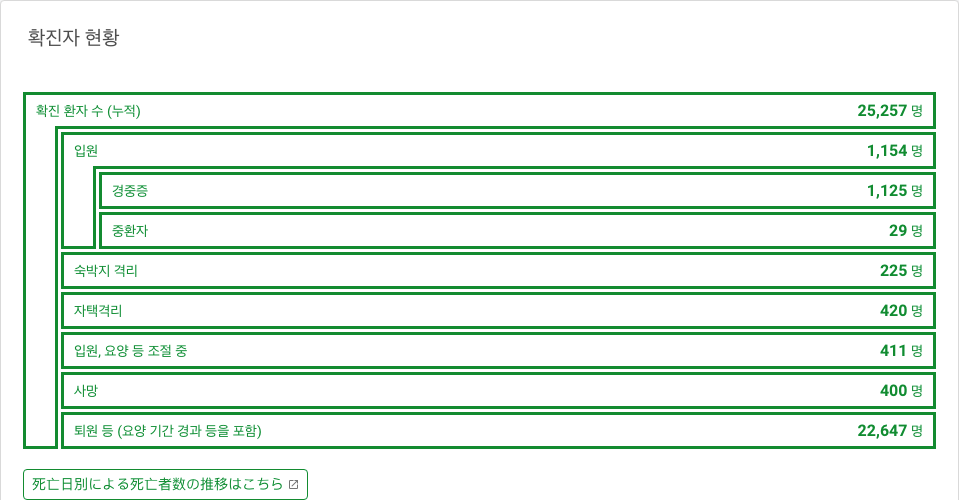 확진자 현황
확진 환자 수 (누적) 25,257 명
입원 1,154 명
경중증 1,125 명
중환자 29 명
숙박지 격리 225 명
자택격리 420 명
입원, 요양 등 조절 중 411 명
사망 400 명
퇴원 등 (요양 기간 경과 등을 포함) 22,647 명
死亡日別による死亡者数の推移はこちら